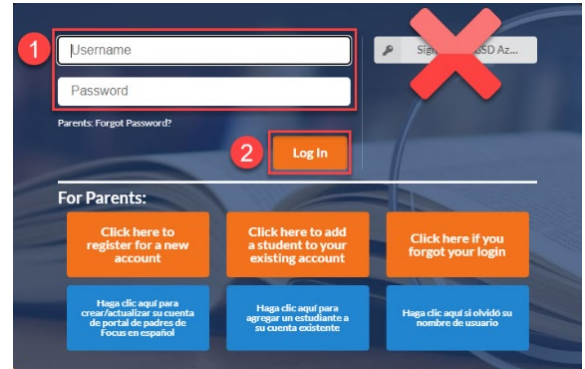 1
Username
Password
Parents: Forgot Password?
2
Log In
SD Az...
For Parents:
Click here to
register for a new
account
Click here to add
a student to your
existing account
Click here if you
forgot your login
Haga clic aquí para
crear/actualizar su cuenta
de portal de padres de
Focus en español
Haga clic aquí para
agregar un estudiante a
su cuenta existente
Haga clic aquí si olvidó su
nombre de usuario